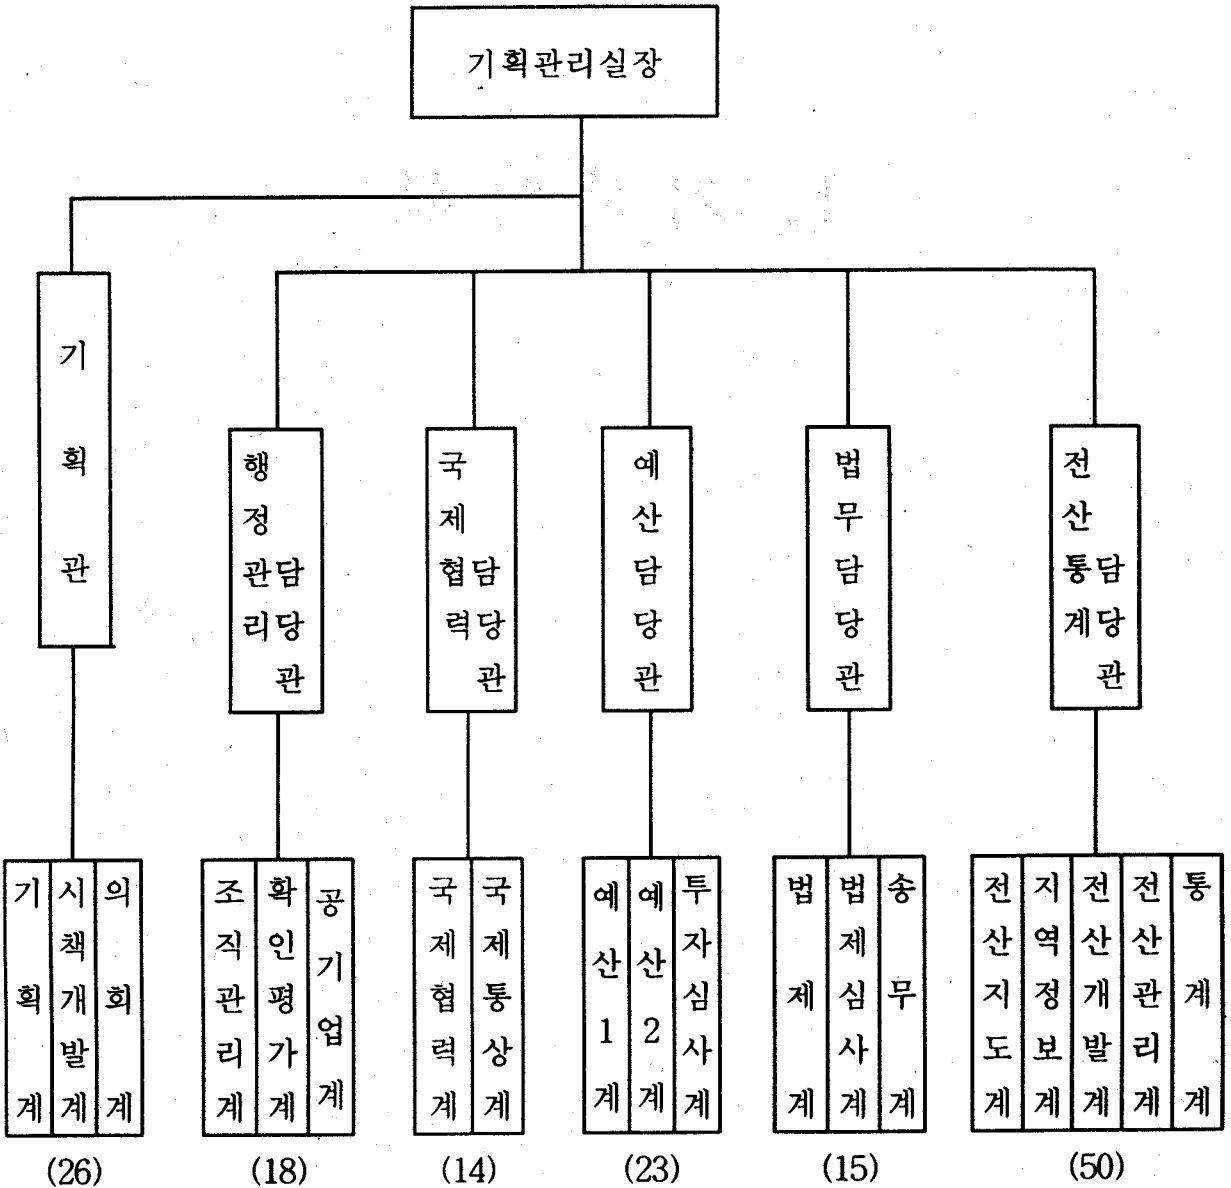 기획관리실장
기획관
행정관리담당관
국제협력담당관
예산담당관
법무담당관
전산통계담당관
기획계
시책개발계
의회계
조직관리계
확인평가계
공기업계
국제협력계
국제통상계
예산1계
예산2계
투자심사계
법제계
법제심사계
송무계
전산지도계
지역정보계
전산개발계
전산관리계
통계계
(26)
(18)
(14)
(23)
(15)
(50)